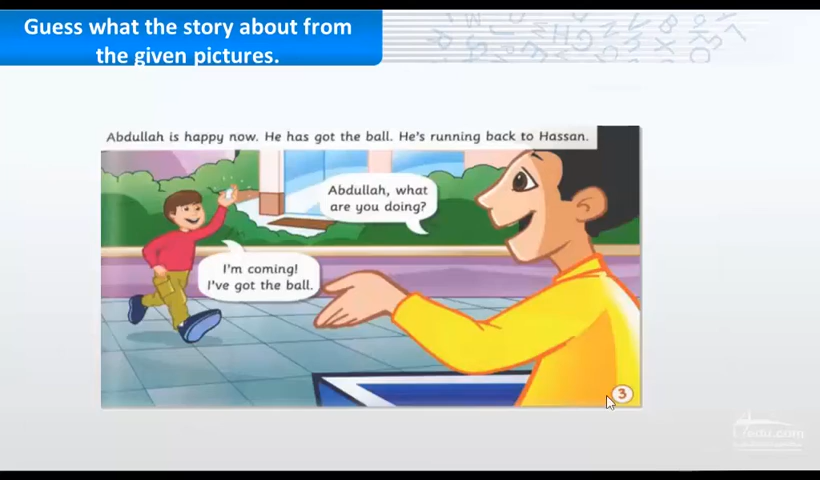 Guess what the story about from
the given pictures.
Abdullah is happy now. He has got the ball. He's running back to Hassan.
Abdullah, what
are you doing?
I'm coming!
I've got the ball.
3